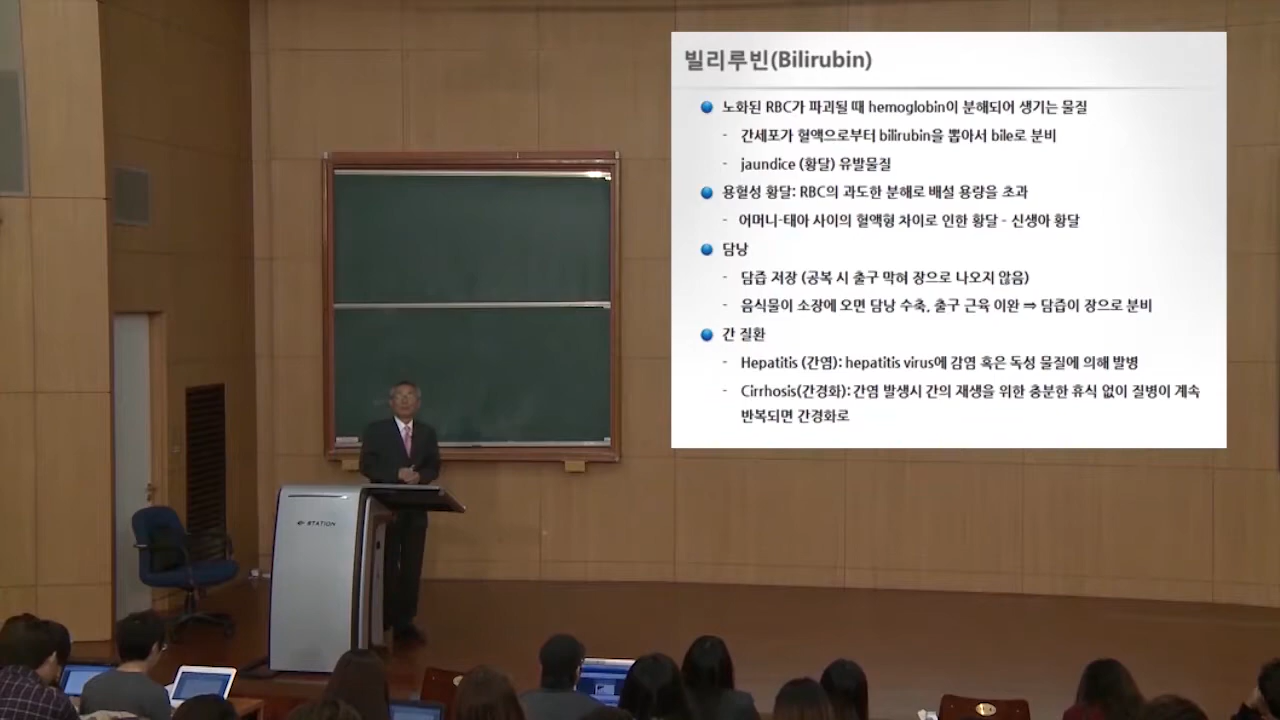 빌리루빈(Bilirubin)
노화된 RBC가 파괴될 때 hemoglobin이 분해되어 생기는 물질
- 간세포가 혈액으로부터 bilirubin을 뽑아서 bile로 분비
- jaundice (황달) 유발물질
용혈성 황달: RBC의 과도한 분해로 배설 용량을 초과
- 어머니-태아 사이의 혈액형 차이로 인한 황달 - 신생아 황달
담낭
- 담즙 저장 (공복 시 출구 막혀 장으로 나오지 않음)
- 음식물이 소장에 오면 담낭 수축, 출구 근육 이완 ⇒ 담즙이 장으로 분비
간 질환
- Hepatitis (간염): hepatitis virus에 감염 혹은 독성 물질에 의해 발병
- Cirrhosis(간경화): 간염 발생시 간의 재생을 위한 충분한 휴식 없이 질병이 계속
반복되면 간경화로
STATION